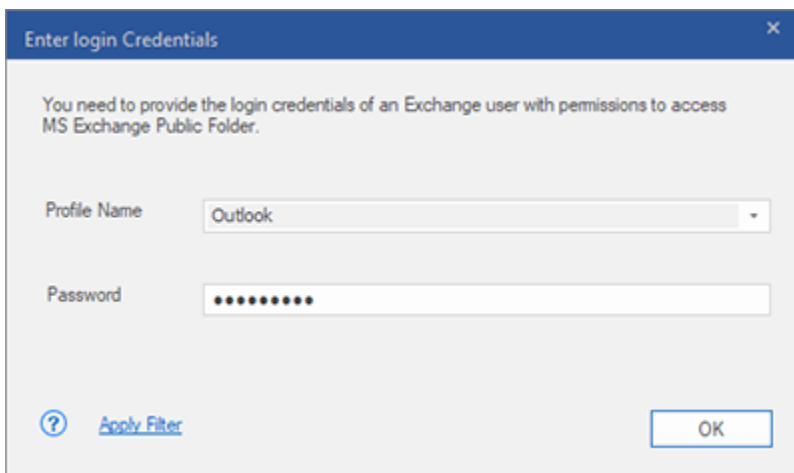 Enter login Credentials
You need to provide the login credentials of an Exchange user with permissions to access
MS Exchange Public Folder.
Profile Name
Outlook
Password
•••••••••
?
Apply Filter
OK